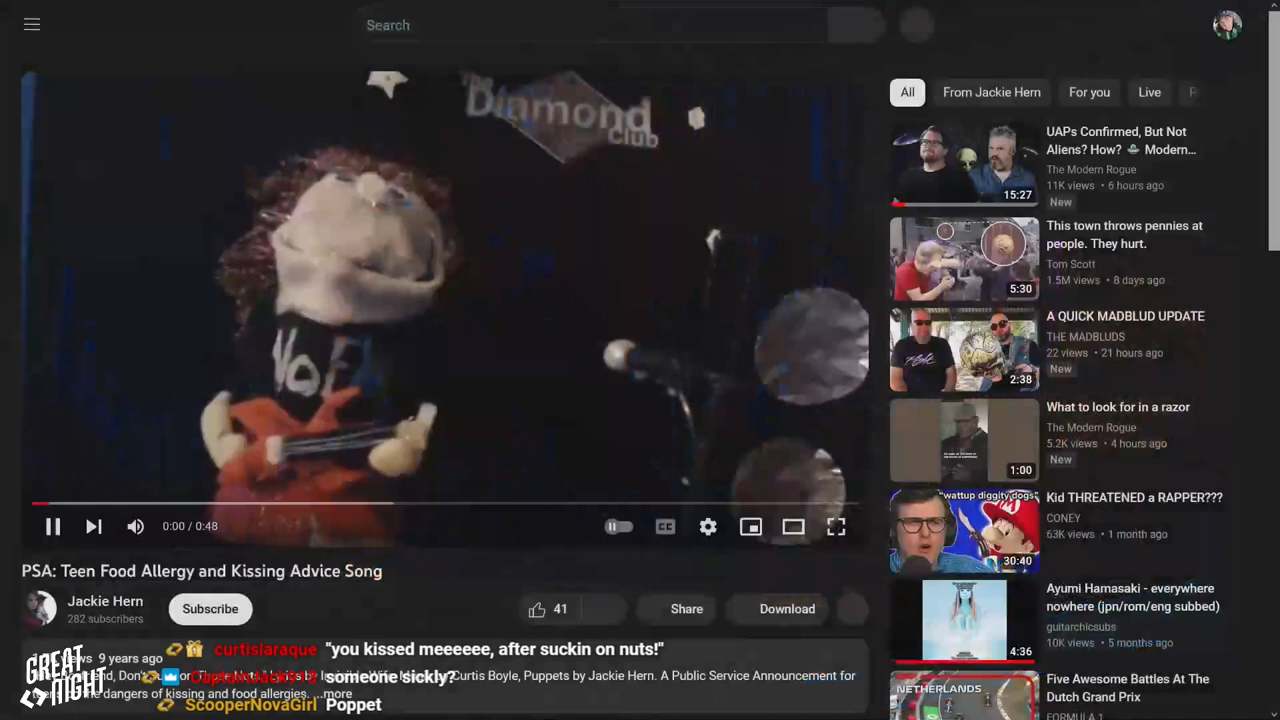 Search
Diamond
Club
VOFL
0:00 / 0:48
CC
PSA: Teen Food Allergy and Kissing Advice Song
Jackie Hern
282 subscribers
Subscribe
41
Share
Download
views 9 years ago
Curtis Boyle, Puppets by Jackie Hern. A Public Service Announcement for
dangers of kissing and food allergies. ...more
curtislaraque "you kissed meeeeee, after suckin on nuts!"
someone sickly?
ScooperNovaGirl Poppet
GREAT
NIGHT
All
From Jackie Hern
For you
Live
UAPs Confirmed, But Not
Aliens? How? 🛸 Modern...
The Modern Rogue
11K views • 6 hours ago
New
15:27
This town throws pennies at
people. They hurt.
Tom Scott
1.5M views • 8 days ago
5:30
A QUICK MADBLUD UPDATE
THE MADBLUDS
22 views • 21 hours ago
New
2:38
What to look for in a razor
The Modern Rogue
5.2K views • 4 hours ago
New
1:00
"wattup diggity dogs"
Kid THREATENED a RAPPER???
CONEY
63K views • 1 month ago
30:40
Ayumi Hamasaki - everywhere
nowhere (jpn/rom/eng subbed)
guitarchicsubs
10K views • 5 months ago
4:36
NETHERLANDS
Five Awesome Battles At The
Dutch Grand Prix
FORMULA 1